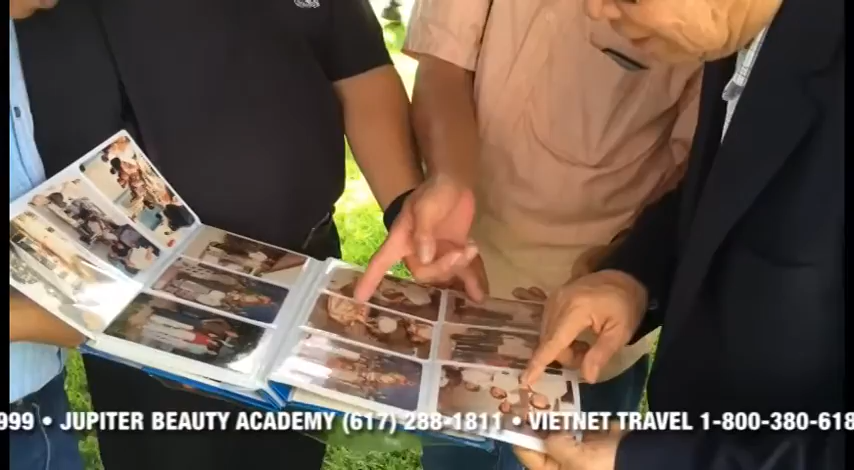 999 • JUPITER BEAUTY ACADEMY (617) 288-1811 • VIETNET TRAVEL 1-800-380-618